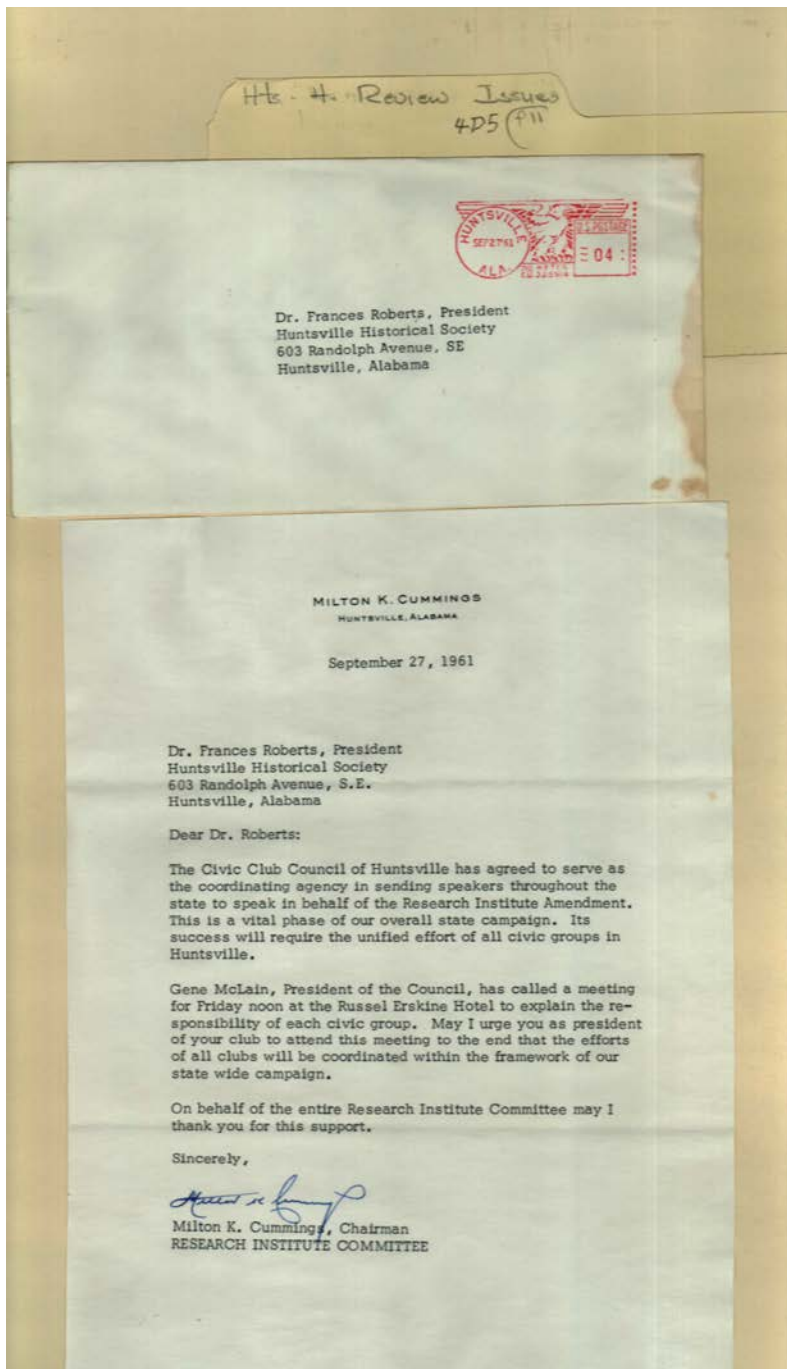 Hts - H. Review Issues
4D5 (P11
HUNTSVILLE
SEP27'61
ALA.
U.S. POSTAGE
04
Dr. Frances Roberts, President
Huntsville Historical Society
603 Randolph Avenue, SE
Huntsville, Alabama
MILTON K. CUMMINGS
HUNTSVILLE, ALABAMA
September 27, 1961
Dr. Frances Roberts, President
Huntsville Historical Society
603 Randolph Avenue, S.E.
Huntsville, Alabama
Dear Dr. Roberts:
The Civic Club Council of Huntsville has agreed to serve as
the coordinating agency in sending speakers throughout the
state to speak in behalf of the Research Institute Amendment.
This is a vital phase of our overall state campaign. Its
success will require the unified effort of all civic groups in
Huntsville.
Gene McLain, President of the Council, has called a meeting
for Friday noon at the Russel Erskine Hotel to explain the re-
sponsibility of each civic group. May I urge you as president
of your club to attend this meeting to the end that the efforts
of all clubs will be coordinated within the framework of our
state wide campaign.
On behalf of the entire Research Institute Committee may I
thank you for this support.
Sincerely,
Milton K. Cummings, Chairman
RESEARCH INSTITUTE COMMITTEE